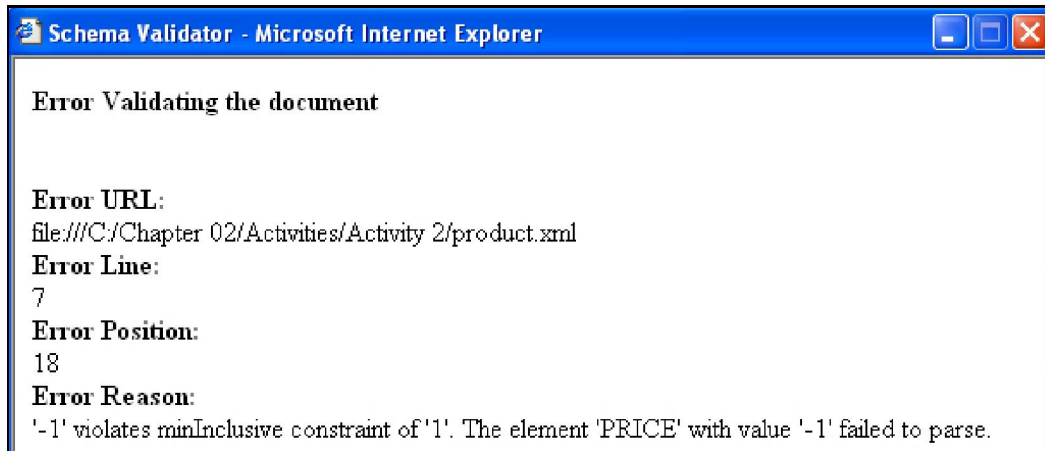 Schema Validator - Microsoft Internet Explorer
Error Validating the document
Error URL:
file:///C:/Chapter 02/Activities/Activity 2/product.xml
Error Line:
7
Error Position:
18
Error Reason:
'-1' violates minInclusive constraint of '1'. The element 'PRICE' with value '-1' failed to parse.